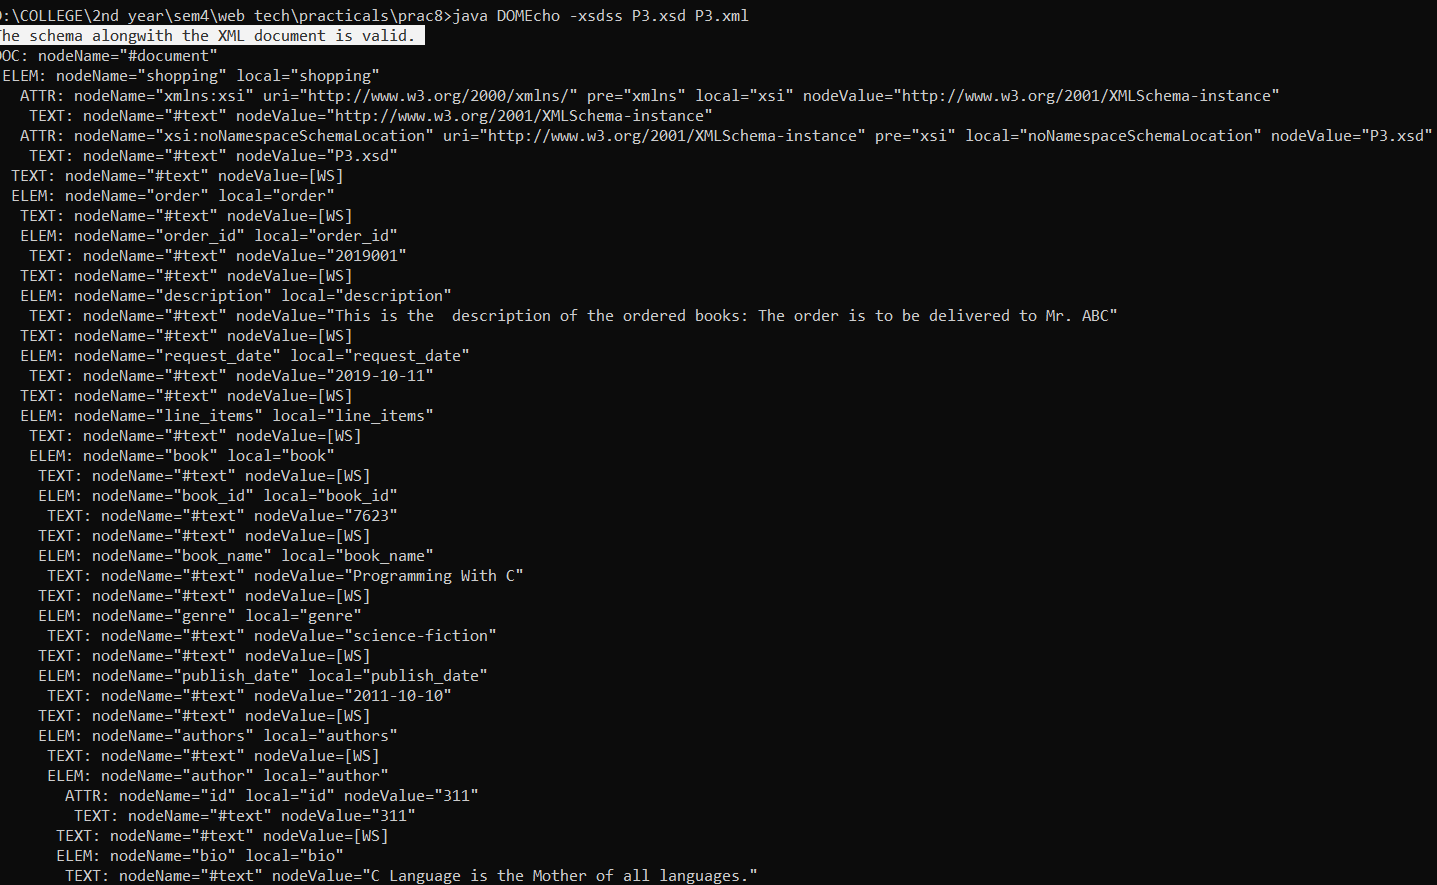 D:\COLLEGE\2nd year\sem4\web tech\practicals\prac8>java DOMEcho -xsdss P3.xsd P3.xml
The schema alongwith the XML document is valid.
DOC: nodeName="#document"
ELEM: nodeName="shopping" local="shopping"
ATTR: nodeName="xmlns:xsi" uri="http://www.w3.org/2000/xmlns/" pre="xmlns" local="xsi" nodeValue="http://www.w3.org/2001/XMLSchema-instance"
TEXT: nodeName="#text" nodeValue="http://www.w3.org/2001/XMLSchema-instance"
ATTR: nodeName="xsi:noNamespaceSchemaLocation" uri="http://www.w3.org/2001/XMLSchema-instance" pre="xsi" local="noNamespaceSchemaLocation" nodeValue="P3.xsd"
TEXT: nodeName="#text" nodeValue="P3.xsd"
TEXT: nodeName="#text" nodeValue=[WS]
ELEM: nodeName="order" local="order"
TEXT: nodeName="#text" nodeValue=[WS]
ELEM: nodeName="order_id" local="order_id"
TEXT: nodeName="#text" nodeValue="2019001"
TEXT: nodeName="#text" nodeValue=[WS]
ELEM: nodeName="description" local="description"
TEXT: nodeName="#text" nodeValue="This is the  description of the ordered books: The order is to be delivered to Mr. ABC"
TEXT: nodeName="#text" nodeValue=[WS]
ELEM: nodeName="request_date" local="request_date"
TEXT: nodeName="#text" nodeValue="2019-10-11"
TEXT: nodeName="#text" nodeValue=[WS]
ELEM: nodeName="line_items" local="line_items"
TEXT: nodeName="#text" nodeValue=[WS]
ELEM: nodeName="book" local="book"
TEXT: nodeName="#text" nodeValue=[WS]
ELEM: nodeName="book_id" local="book_id"
TEXT: nodeName="#text" nodeValue="7623"
TEXT: nodeName="#text" nodeValue=[WS]
ELEM: nodeName="book_name" local="book_name"
TEXT: nodeName="#text" nodeValue="Programming With C"
TEXT: nodeName="#text" nodeValue=[WS]
ELEM: nodeName="genre" local="genre"
TEXT: nodeName="#text" nodeValue="science-fiction"
TEXT: nodeName="#text" nodeValue=[WS]
ELEM: nodeName="publish_date" local="publish_date"
TEXT: nodeName="#text" nodeValue="2011-10-10"
TEXT: nodeName="#text" nodeValue=[WS]
ELEM: nodeName="authors" local="authors"
TEXT: nodeName="#text" nodeValue=[WS]
ELEM: nodeName="author" local="author"
ATTR: nodeName="id" local="id" nodeValue="311"
TEXT: nodeName="#text" nodeValue="311"
TEXT: nodeName="#text" nodeValue=[WS]
ELEM: nodeName="bio" local="bio"
TEXT: nodeName="#text" nodeValue="C Language is the Mother of all languages."